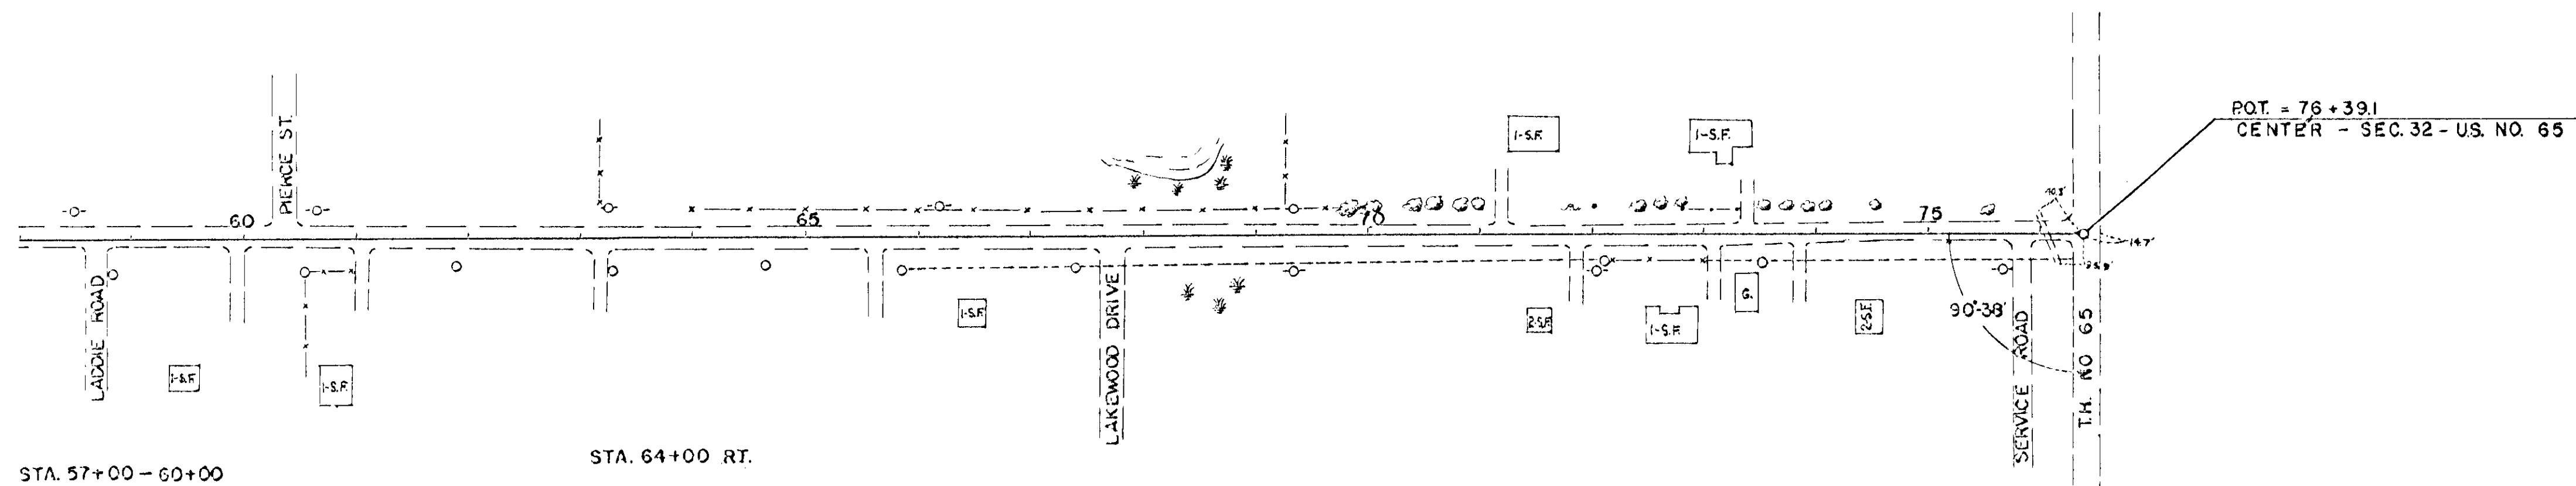 P.O.T. = 76+39.1
CENTER - SEC. 32 - U.S. NO. 65
PIERCE ST.
1-S.F.
1-S.F.
60
65
70
75
14.7'
LADDIE ROAD
1-S.F.
1-S.F.
1-S.F.
LAKEWOOD DRIVE
2-S.F.
1-S.F.
G.
2-S.F.
90°-38'
SERVICE ROAD
T.H. NO 65
STA. 57+00 - 60+00
STA. 64+00 RT.